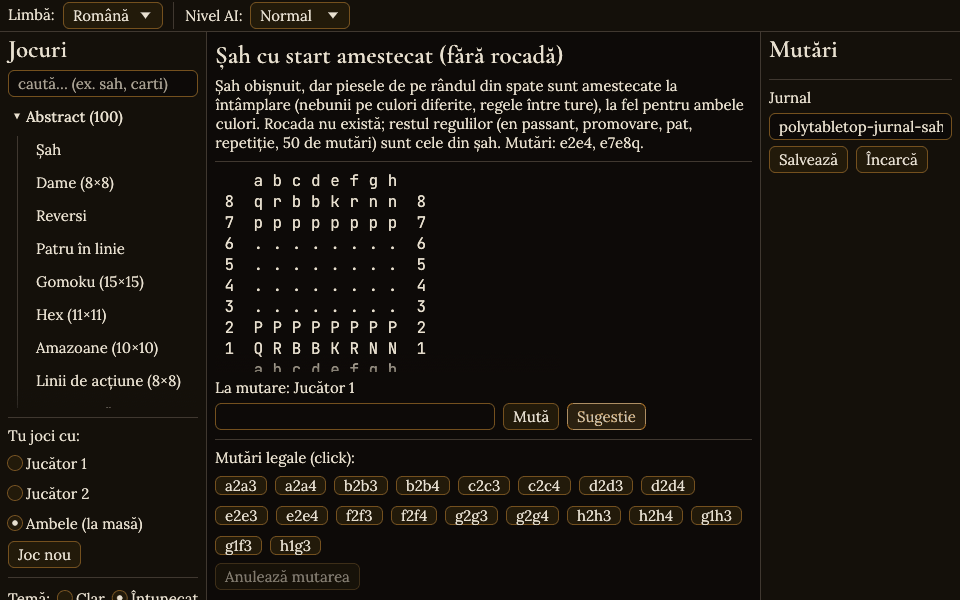 Limbă: Română Nivel AI: Normal
Jocuri
caută... (ex. sah, carti)
Abstract (100)
Șah
Dame (8×8)
Reversi
Patru în linie
Gomoku (15×15)
Hex (11×11)
Amazoane (10×10)
Linii de acțiune (8×8)
Tu joci cu:
Jucător 1
Jucător 2
Ambele (la masă)
Joc nou
Temă: Clar Întunecat
Șah cu start amestecat (fără rocadă)
Șah obișnuit, dar piesele de pe rândul din spate sunt amestecate la
întâmplare (nebunii pe culori diferite, regele între ture), la fel pentru ambele
culori. Rocada nu există; restul regulilor (en passant, promovare, pat,
repetiție, 50 de mutări) sunt cele din șah. Mutări: e2e4, e7e8q.
a b c d e f g h
8 q r b b k r n n 8
7 p p p p p p p p 7
6 . . . . . . . . 6
5 . . . . . . . . 5
4 . . . . . . . . 4
3 . . . . . . . . 3
2 P P P P P P P P 2
1 Q R B B K R N N 1
a b c d e f g h
La mutare: Jucător 1
Mută Sugestie
Mutări legale (click):
a2a3 a2a4 b2b3 b2b4 c2c3 c2c4 d2d3 d2d4
e2e3 e2e4 f2f3 f2f4 g2g3 g2g4 h2h3 h2h4 g1h3
g1f3 h1g3
Anulează mutarea
Mutări
Jurnal
polytabletop-jurnal-sah
Salvează Încarcă